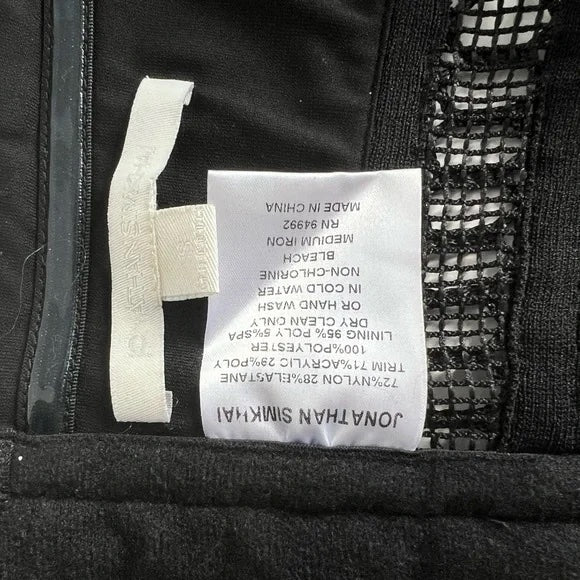 JONATHAN SIMKHAI
72%NYLON 28%ELASTANE
TRIM 71%ACRYLIC 29%POLY
100%POLYESTER
LINING 95% POLY 5%SPA
DRY CLEAN ONLY
OR HAND WASH
IN COLD WATER
NON-CHLORINE
BLEACH
MEDIUM IRON
RN 94992
MADE IN CHINA